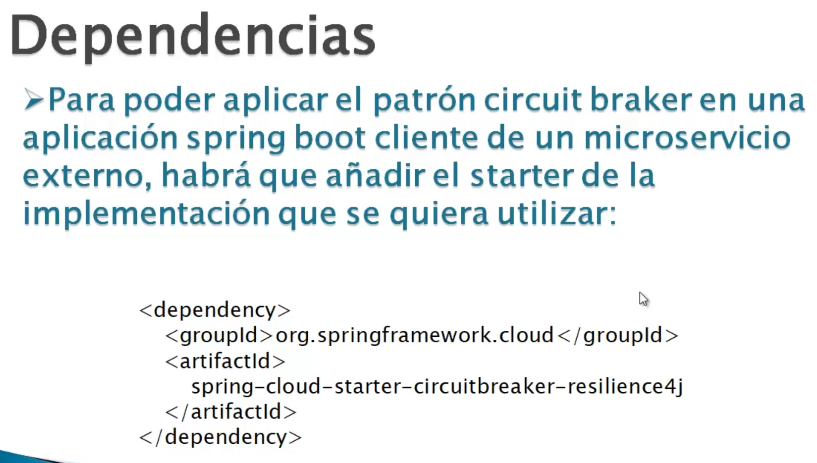 Dependencias
Para poder aplicar el patrón circuit braker en una
aplicación spring boot cliente de un microservicio
externo, habrá que añadir el starter de la
implementación que se quiera utilizar:
<dependency>
<groupId>org.springframework.cloud</groupId>
<artifactId>
spring-cloud-starter-circuitbreaker-resilience4j
</artifactId>
</dependency>